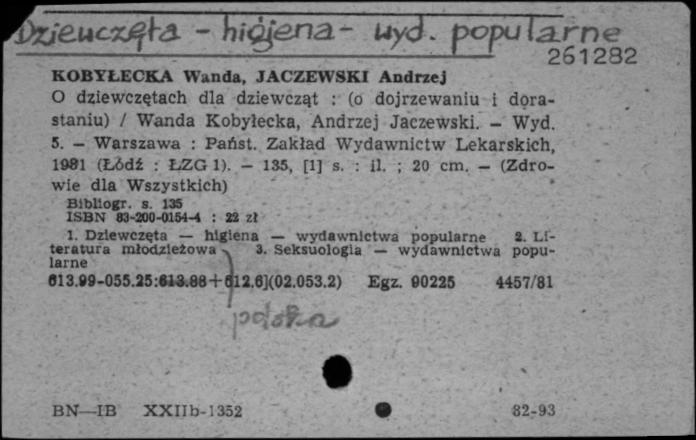 Dziewczęta - higjena - wyd. popularne
261282
KOBYŁECKA Wanda, JACZEWSKI Andrzej
O dziewczętach dla dziewcząt : (o dojrzewaniu i dora-
staniu) / Wanda Kobyłecka, Andrzej Jaczewski. — Wyd.
5. — Warszawa : Państ. Zakład Wydawnictw Lekarskich,
1981 (Łódź : ŁZG 1). — 135, [1] s. : il. ; 20 cm. — (Zdro-
wie dla Wszystkich)
Bibliogr. s. 135
ISBN 83-200-0154-4 : 22 zł
1. Dziewczęta — higiena — wydawnictwa popularne 2. Li-
teratura młodzieżowa 3. Seksuologia — wydawnictwa popu-
larne
613.99-055.25:613.88+612.6](02.053.2) Egz. 90225 4457/81
polska
BN—IB XXIIb-1352 82-93